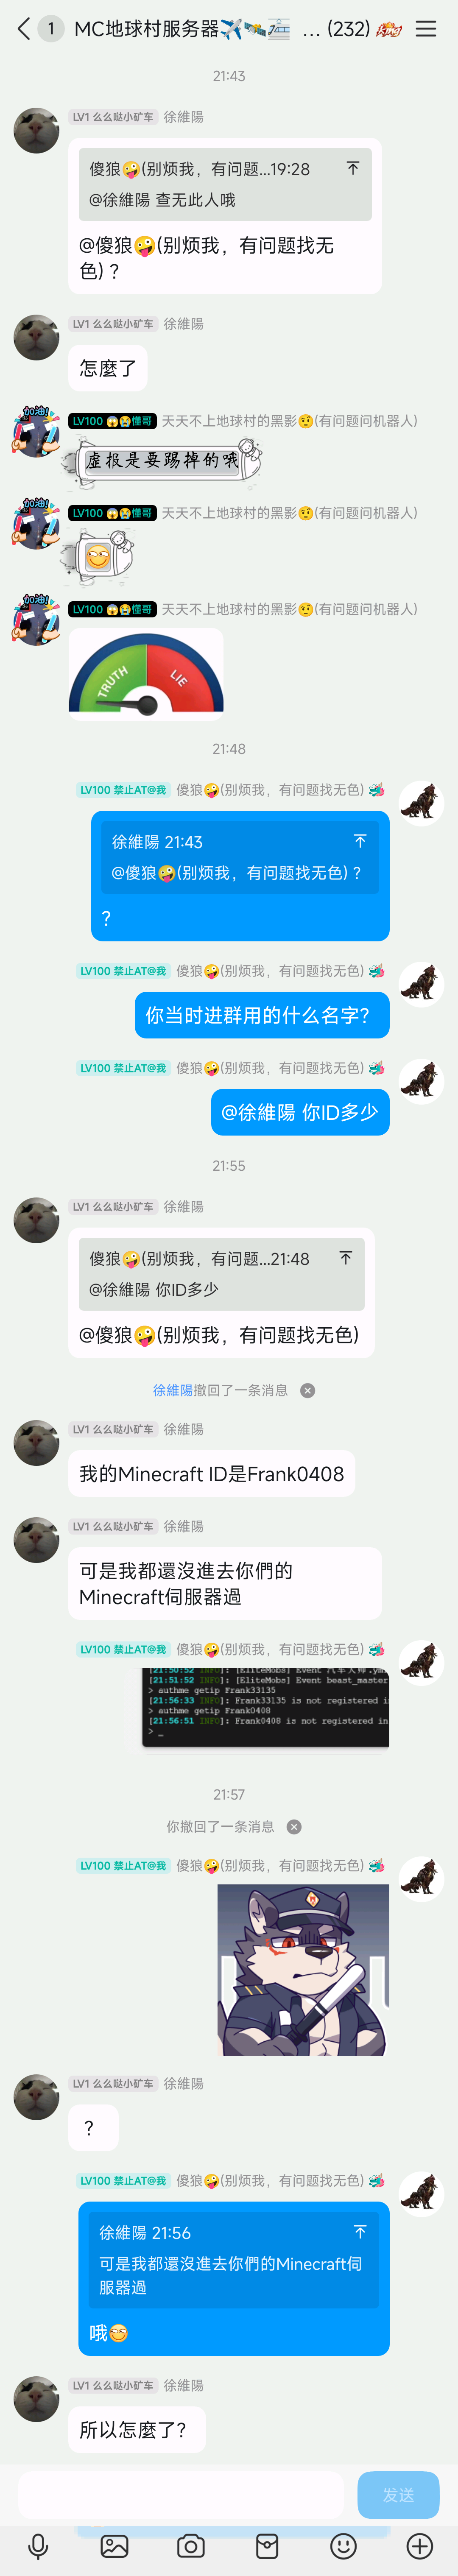 1 MC地球村服务器✈️🛰️🚈 ... (232)
21:43
LV1 么么哒小矿车 徐維陽
傻狼🤪(别烦我，有问题...19:28
@徐維陽 查无此人哦
@傻狼🤪(别烦我，有问题找无
色)？
LV1 么么哒小矿车 徐維陽
怎麼了
加油!
LV100 😱😭懂哥 天天不上地球村的黑影🤨(有问题问机器人)
虚报是要踢掉的哦
加油!
LV100 😱😭懂哥 天天不上地球村的黑影🤨(有问题问机器人)
加油!
LV100 😱😭懂哥 天天不上地球村的黑影🤨(有问题问机器人)
TRUTH LIE
21:48
LV100 禁止AT@我 傻狼🤪(别烦我，有问题找无色)
徐維陽 21:43
@傻狼🤪(别烦我，有问题找无色)？
？
LV100 禁止AT@我 傻狼🤪(别烦我，有问题找无色)
你当时进群用的什么名字？
LV100 禁止AT@我 傻狼🤪(别烦我，有问题找无色)
@徐維陽 你ID多少
21:55
LV1 么么哒小矿车 徐維陽
傻狼🤪(别烦我，有问题...21:48
@徐維陽 你ID多少
@傻狼🤪(别烦我，有问题找无色)
徐維陽撤回了一条消息
LV1 么么哒小矿车 徐維陽
我的Minecraft ID是Frank0408
LV1 么么哒小矿车 徐維陽
可是我都還沒進去你們的
Minecraft伺服器過
LV100 禁止AT@我 傻狼🤪(别烦我，有问题找无色)
[21:50:52 INFO]: [EliteMobs] Event 汽车大师.yml
[21:51:52 INFO]: [EliteMobs] Event beast_master
> authme getip Frank33135
[21:56:33 INFO]: Frank33135 is not registered i
> authme getip Frank0408
[21:56:51 INFO]: Frank0408 is not registered in
> _
21:57
你撤回了一条消息
LV100 禁止AT@我 傻狼🤪(别烦我，有问题找无色)
LV1 么么哒小矿车 徐維陽
？
LV100 禁止AT@我 傻狼🤪(别烦我，有问题找无色)
徐維陽 21:56
可是我都還沒進去你們的Minecraft伺
服器過
哦
LV1 么么哒小矿车 徐維陽
所以怎麼了？
发送